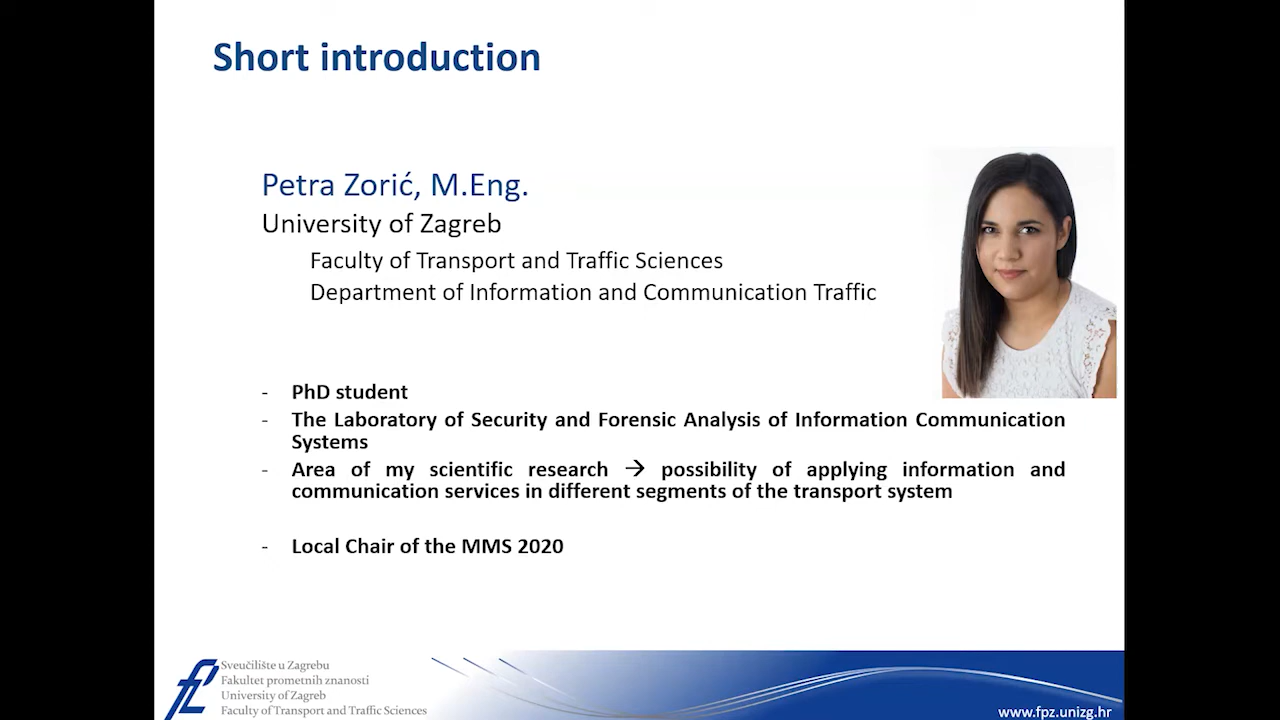 Short introduction
Petra Zorić, M.Eng.
University of Zagreb
Faculty of Transport and Traffic Sciences
Department of Information and Communication Traffic
- PhD student
- The Laboratory of Security and Forensic Analysis of Information Communication
Systems
- Area of my scientific research → possibility of applying information and
communication services in different segments of the transport system
- Local Chair of the MMS 2020
Sveučilište u Zagrebu
Fakultet prometnih znanosti
University of Zagreb
Faculty of Transport and Traffic Sciences
www.fpz.unizg.hr